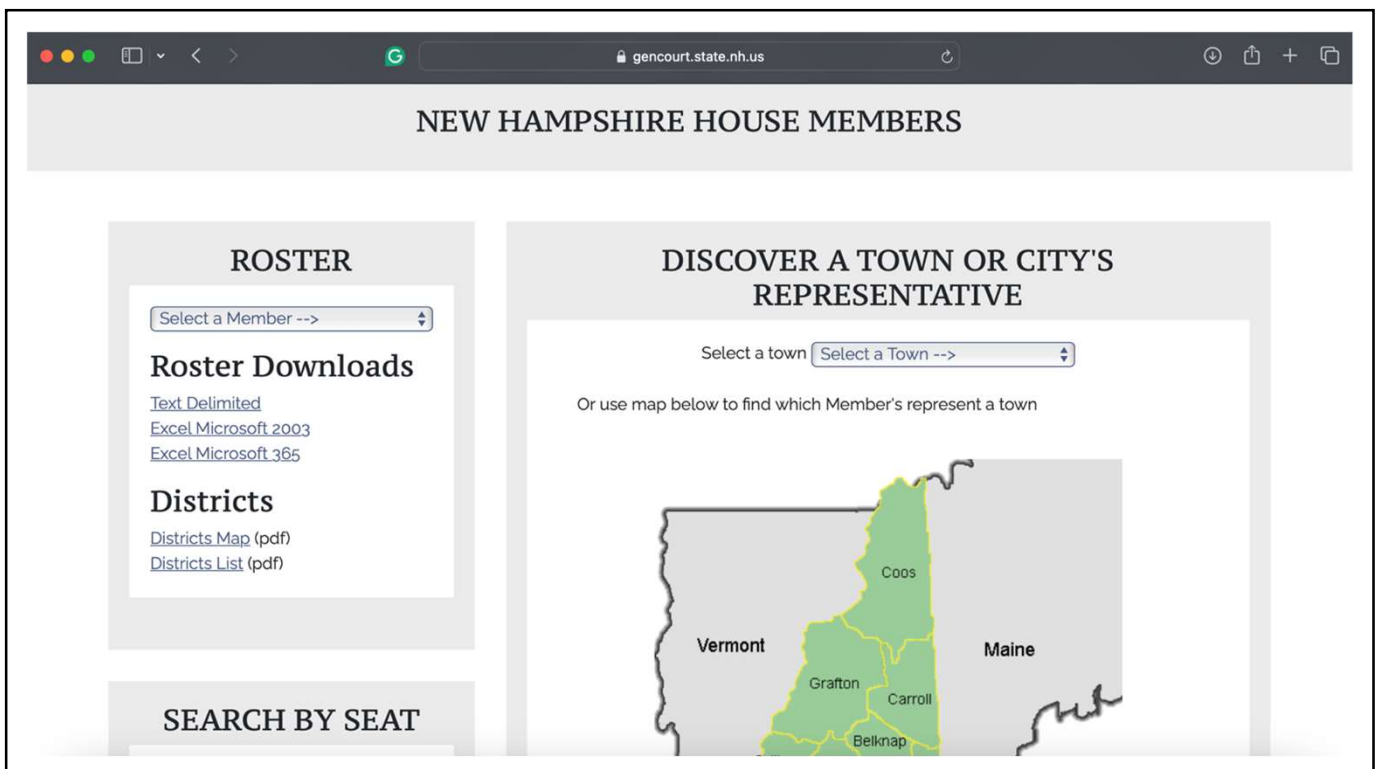 gencourt.state.nh.us
NEW HAMPSHIRE HOUSE MEMBERS
ROSTER
Select a Member -->
Roster Downloads
Text Delimited
Excel Microsoft 2003
Excel Microsoft 365
Districts
Districts Map (pdf)
Districts List (pdf)
SEARCH BY SEAT
DISCOVER A TOWN OR CITY'S
REPRESENTATIVE
Select a town Select a Town -->
Or use map below to find which Member's represent a town
Coos
Vermont
Maine
Grafton
Carroll
Belknap